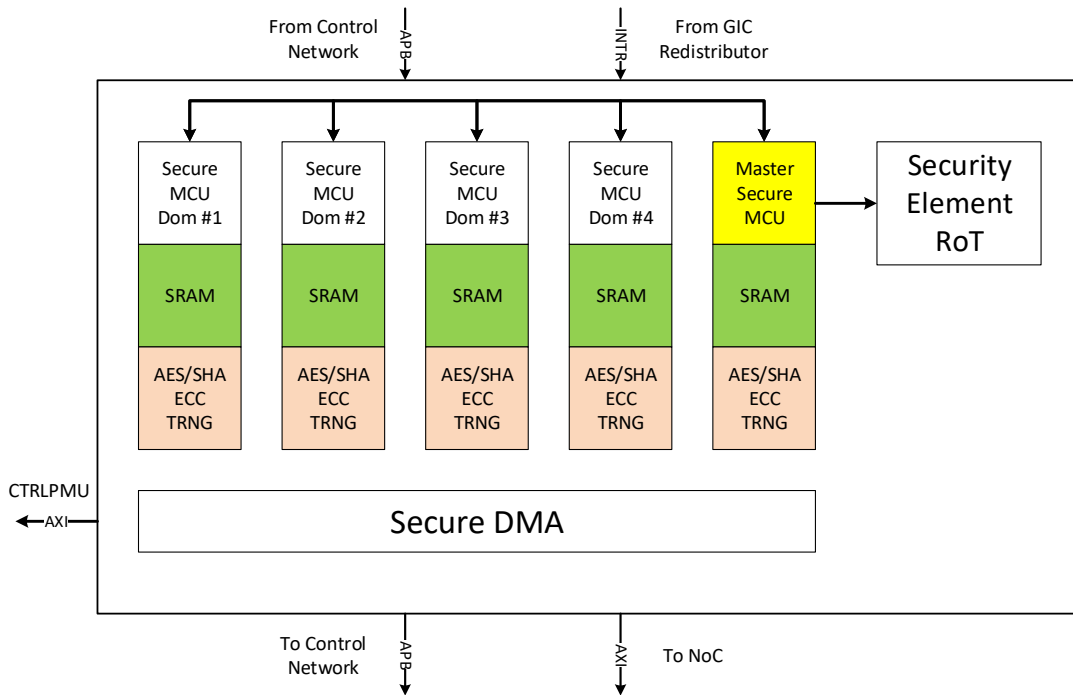 From Control
Network
APB
INTR
From GIC
Redistributor
Secure
MCU
Dom #1
Secure
MCU
Dom #2
Secure
MCU
Dom #3
Secure
MCU
Dom #4
Master
Secure
MCU
Security
Element
RoT
SRAM
SRAM
SRAM
SRAM
SRAM
AES/SHA
ECC
TRNG
AES/SHA
ECC
TRNG
AES/SHA
ECC
TRNG
AES/SHA
ECC
TRNG
AES/SHA
ECC
TRNG
CTRLPMU
AXI
Secure DMA
To Control
Network
APB
AXI
To NoC